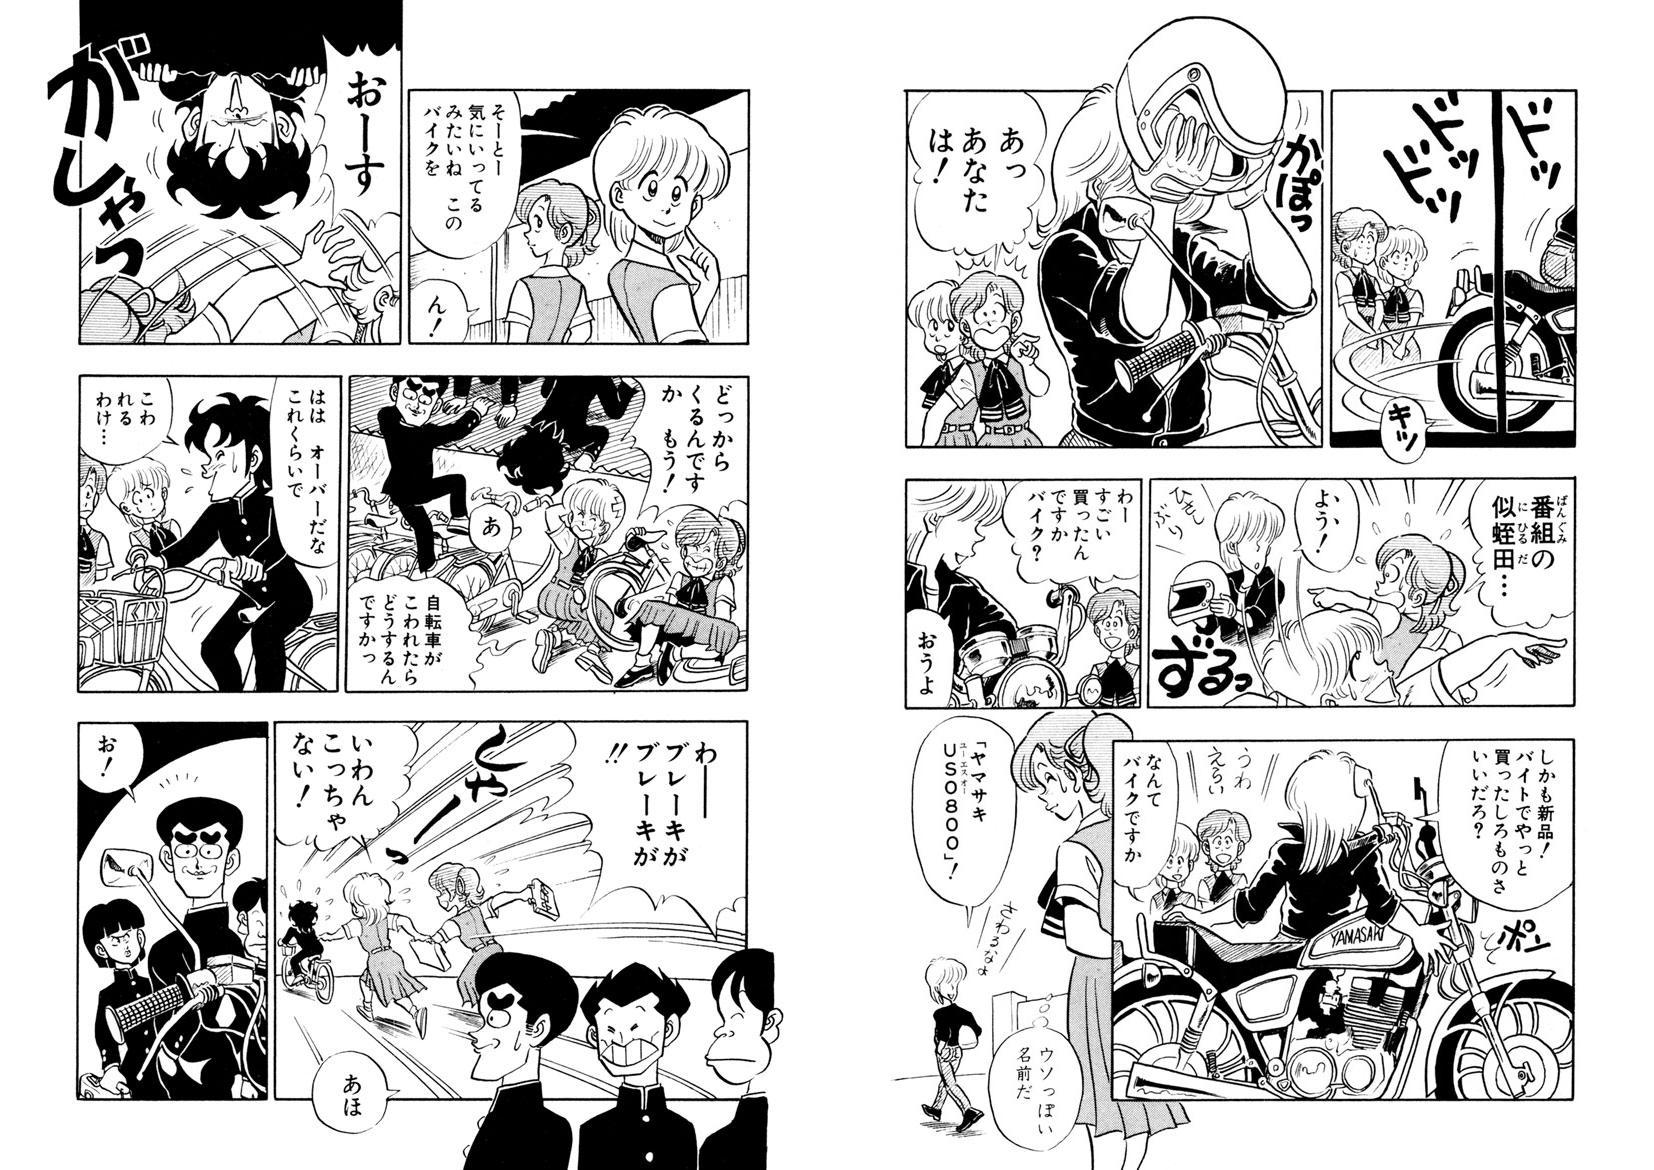 ドッ
ドッ
ドッ
キッ
かぽっ
あっ
あなた
は！
番組の
似蛭田…
ばんぐみ
にひるだ
よう！
ひさし
ぶり
ずるっ
わー
すごい
買ったん
ですか
バイク？
おうよ
しかも新品！
バイトでやっと
買ったしろものさ
いいだろ？
うわ
えらい
なんて
バイクですか
YAMASAKI
ポン
「ヤマサキ
ＵＳＯ８００」！
ユーエスオー
さわるなよ
ウソっぽい
名前だ
そーとー
気にいってる
みたいね　この
バイクを
ん！
おーす
がしゃっ
どっから
くるんです
か　もう！
あ
自転車が
こわれたら
どうするん
ですかっ
はは　オーバーだな
これくらいで
こわ
れる
わけ…
わー
ブレーキが
ブレーキが
!!
しゃーっ
いわん
こっちゃ
ない！
あほ
お！